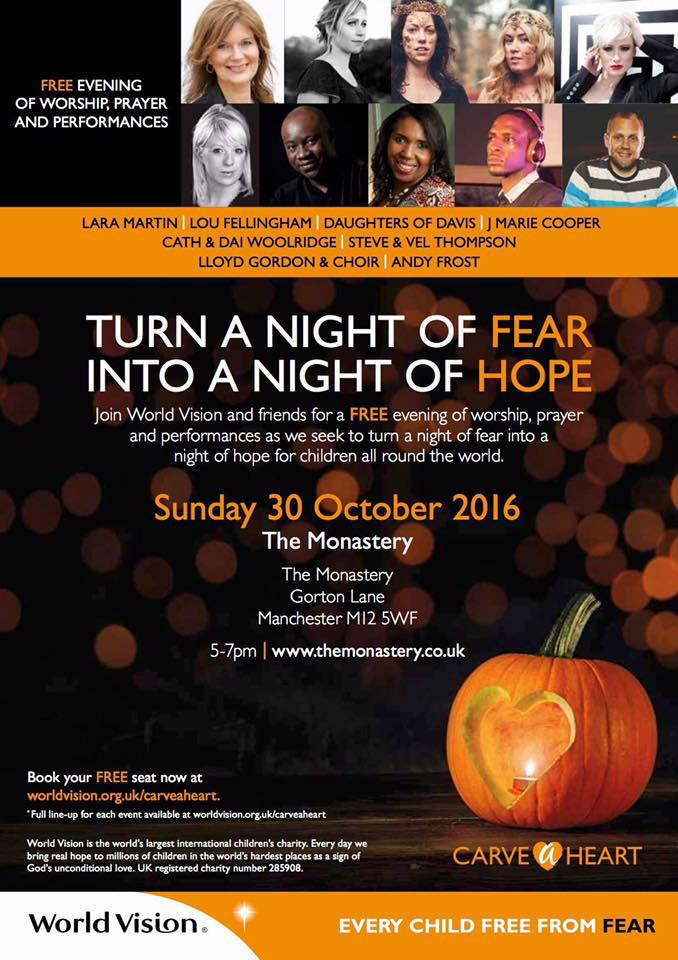 FREE EVENING
OF WORSHIP, PRAYER
AND PERFORMANCES
LARA MARTIN | LOU FELLINGHAM | DAUGHTERS OF DAVIS | J MARIE COOPER
CATH & DAI WOOLRIDGE | STEVE & VEL THOMPSON
LLOYD GORDON & CHOIR | ANDY FROST
TURN A NIGHT OF FEAR
INTO A NIGHT OF HOPE
Join World Vision and friends for a FREE evening of worship, prayer
and performances as we seek to turn a night of fear into a
night of hope for children all round the world.
Sunday 30 October 2016
The Monastery
The Monastery
Gorton Lane
Manchester M12 5WF
5-7pm | www.themonastery.co.uk
Book your FREE seat now at
worldvision.org.uk/carveaheart.
*Full line-up for each event available at worldvision.org.uk/carveaheart
World Vision is the world's largest international children's charity. Every day we
bring real hope to millions of children in the world's hardest places as a sign of
God's unconditional love. UK registered charity number 285908.
CARVE a HEART
World Vision®
EVERY CHILD FREE FROM FEAR